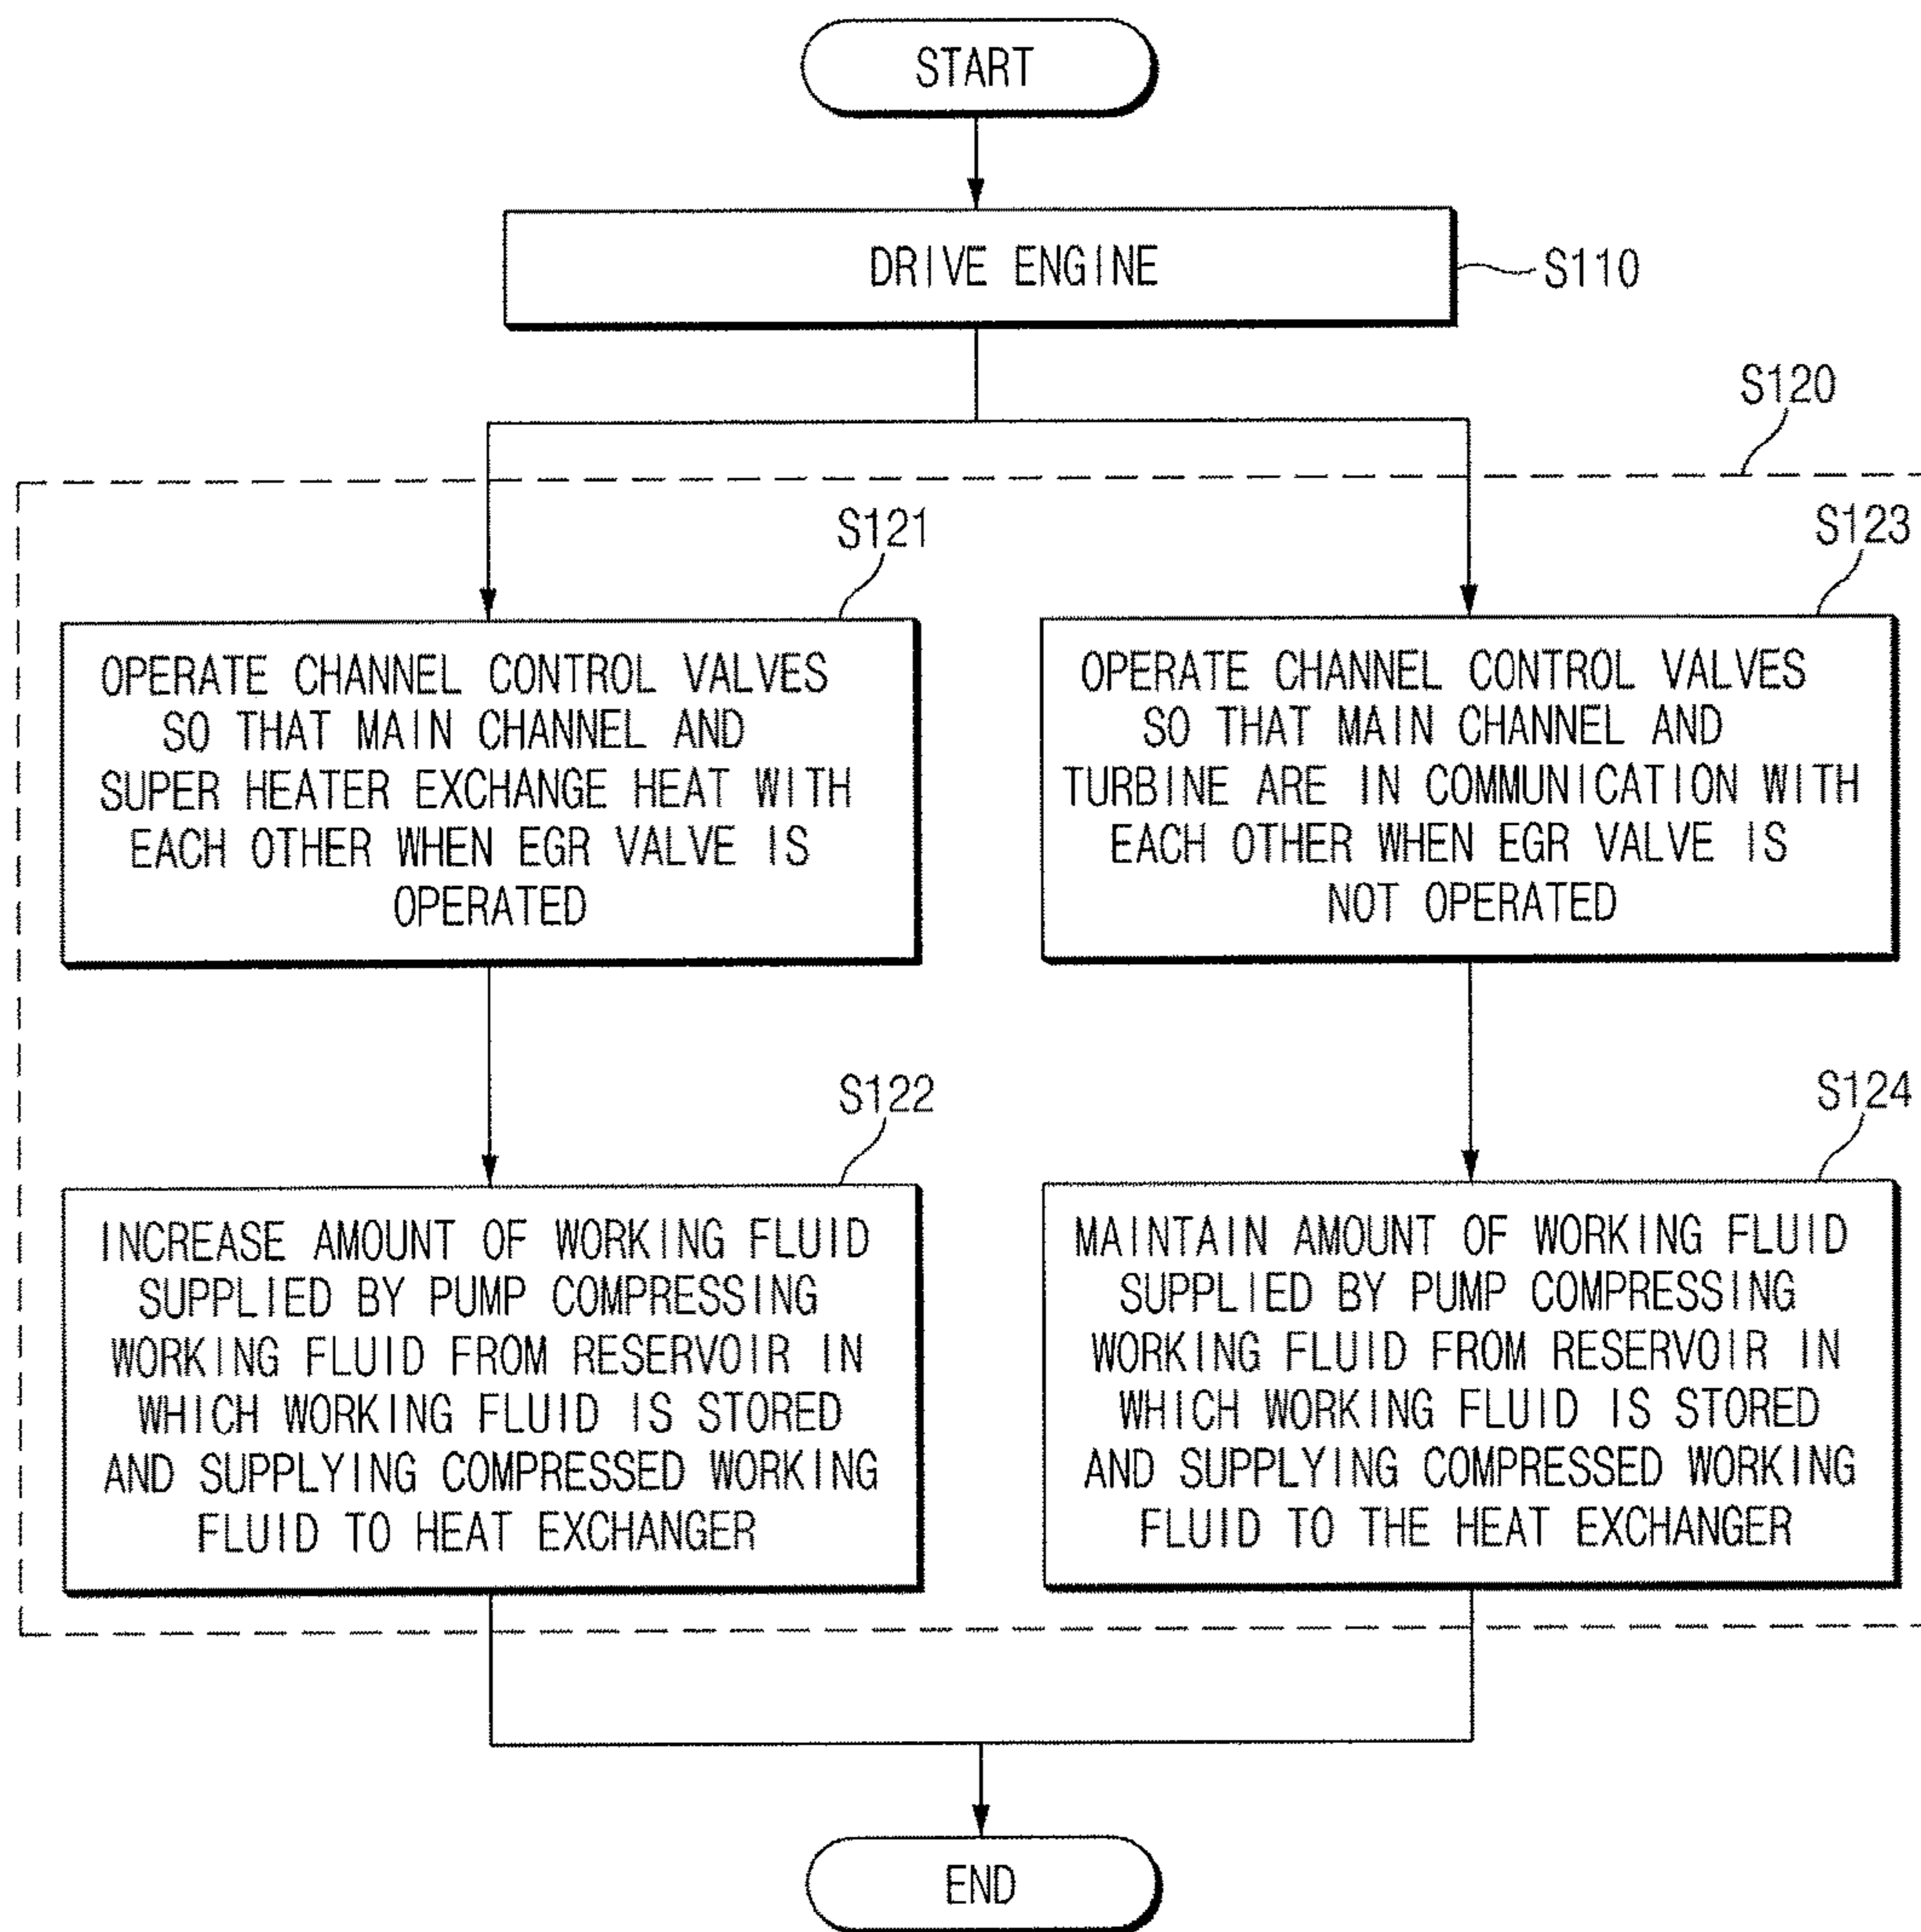 START
DRIVE ENGINE
S110
S120
S121
OPERATE CHANNEL CONTROL VALVES
SO THAT MAIN CHANNEL AND
SUPER HEATER EXCHANGE HEAT WITH
EACH OTHER WHEN EGR VALVE IS
OPERATED
S123
OPERATE CHANNEL CONTROL VALVES
SO THAT MAIN CHANNEL AND
TURBINE ARE IN COMMUNICATION WITH
EACH OTHER WHEN EGR VALVE IS
NOT OPERATED
S122
INCREASE AMOUNT OF WORKING FLUID
SUPPLIED BY PUMP COMPRESSING
WORKING FLUID FROM RESERVOIR IN
WHICH WORKING FLUID IS STORED
AND SUPPLYING COMPRESSED WORKING
FLUID TO HEAT EXCHANGER
S124
MAINTAIN AMOUNT OF WORKING FLUID
SUPPLIED BY PUMP COMPRESSING
WORKING FLUID FROM RESERVOIR IN
WHICH WORKING FLUID IS STORED
AND SUPPLYING COMPRESSED WORKING
FLUID TO THE HEAT EXCHANGER
END